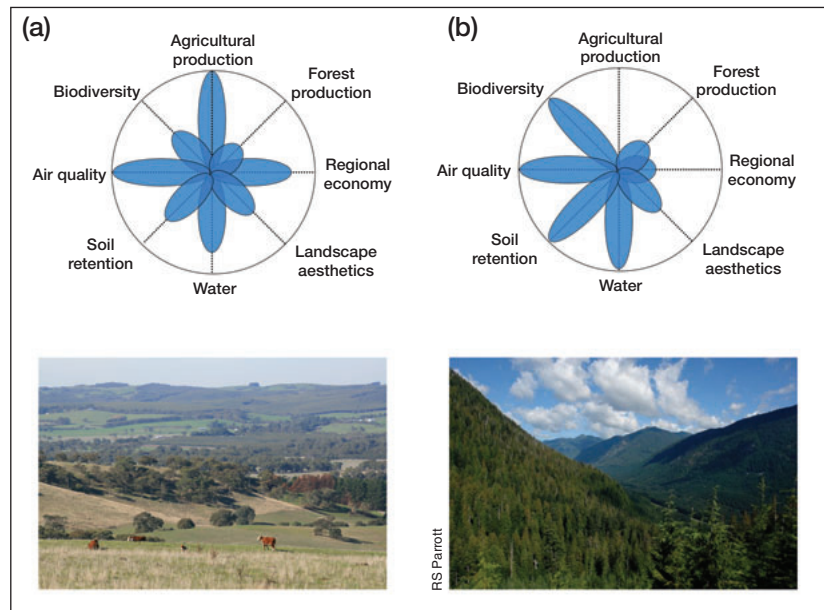 (a)
Agricultural
production
Forest
production
Regional
economy
Landscape
aesthetics
Water
Soil
retention
Air quality
Biodiversity
(b)
Agricultural
production
Forest
production
Regional
economy
Landscape
aesthetics
Water
Soil
retention
Air quality
Biodiversity
RS Parrott